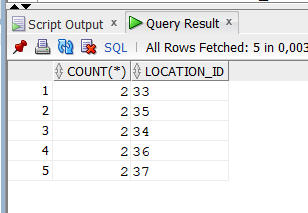 Script Output × Query Result ×
SQL | All Rows Fetched: 5 in 0,003
COUNT(*) LOCATION_ID
1 2 33
2 2 35
3 2 34
4 2 36
5 2 37